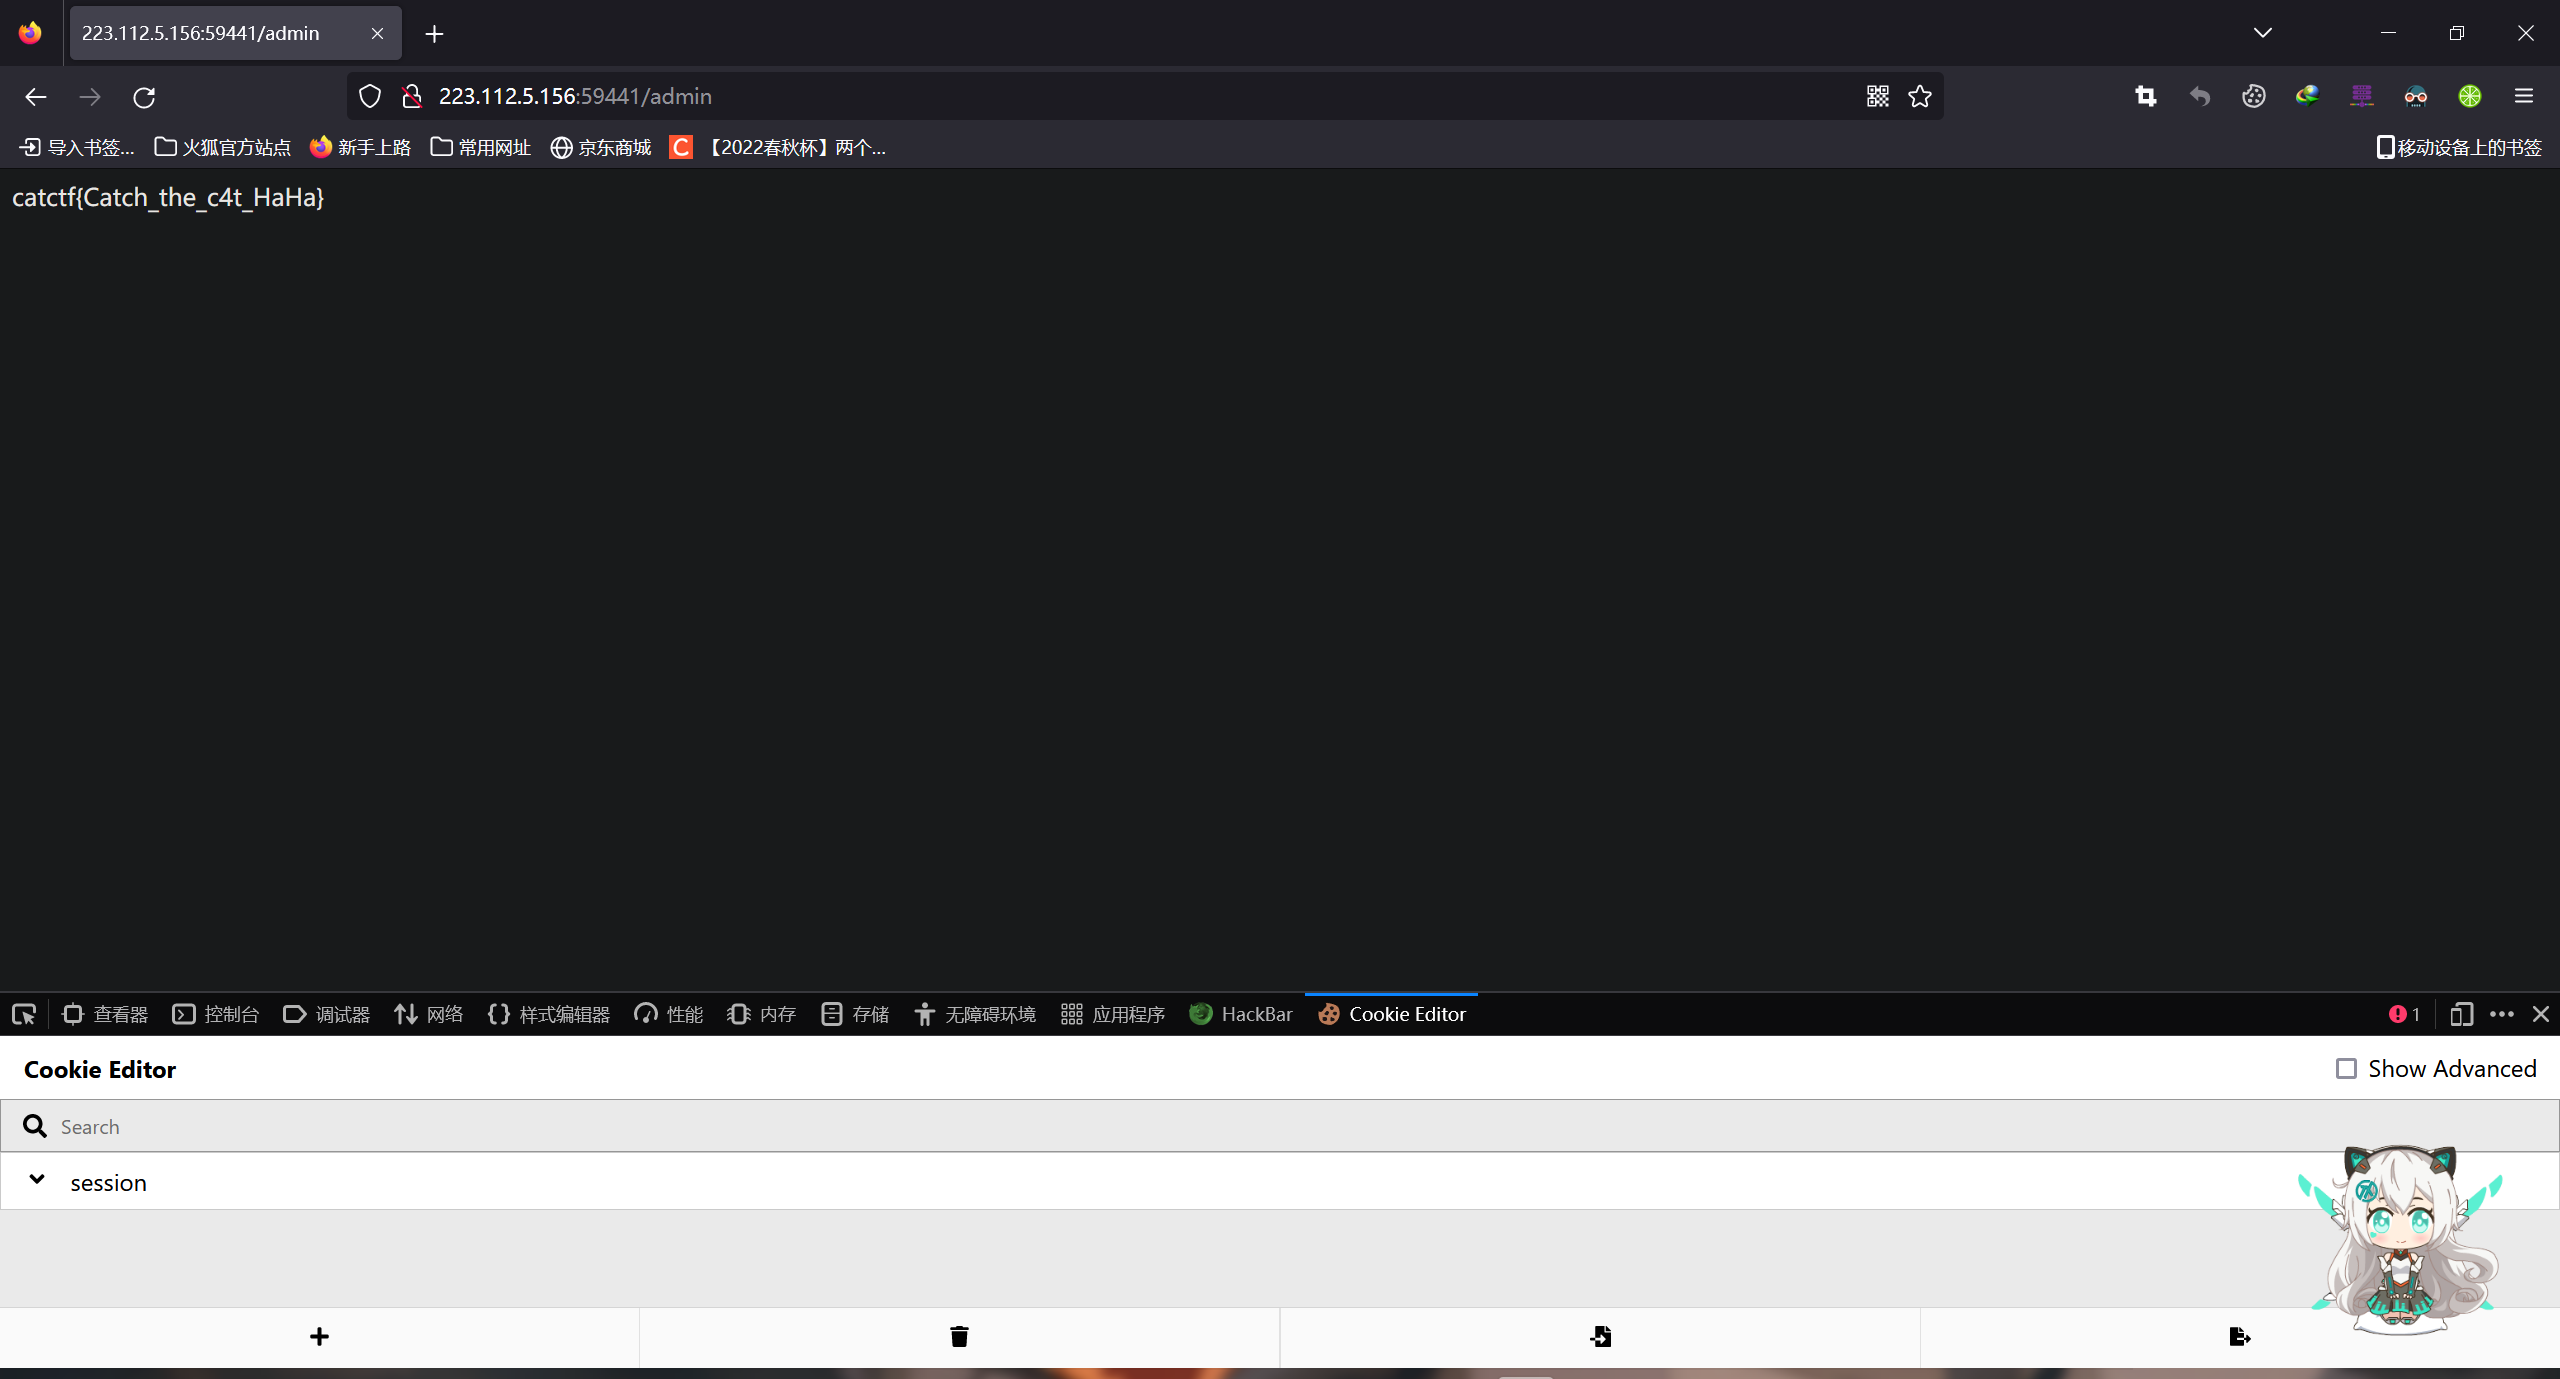 223.112.5.156:59441/admin
223.112.5.156:59441/admin
导入书签... 火狐官方站点 新手上路 常用网址 京东商城 C 【2022春秋杯】两个... 移动设备上的书签
catctf{Catch_the_c4t_HaHa}
查看器 控制台 调试器 网络 样式编辑器 性能 内存 存储 无障碍环境 应用程序 HackBar Cookie Editor 1
Cookie Editor Show Advanced
Search
session